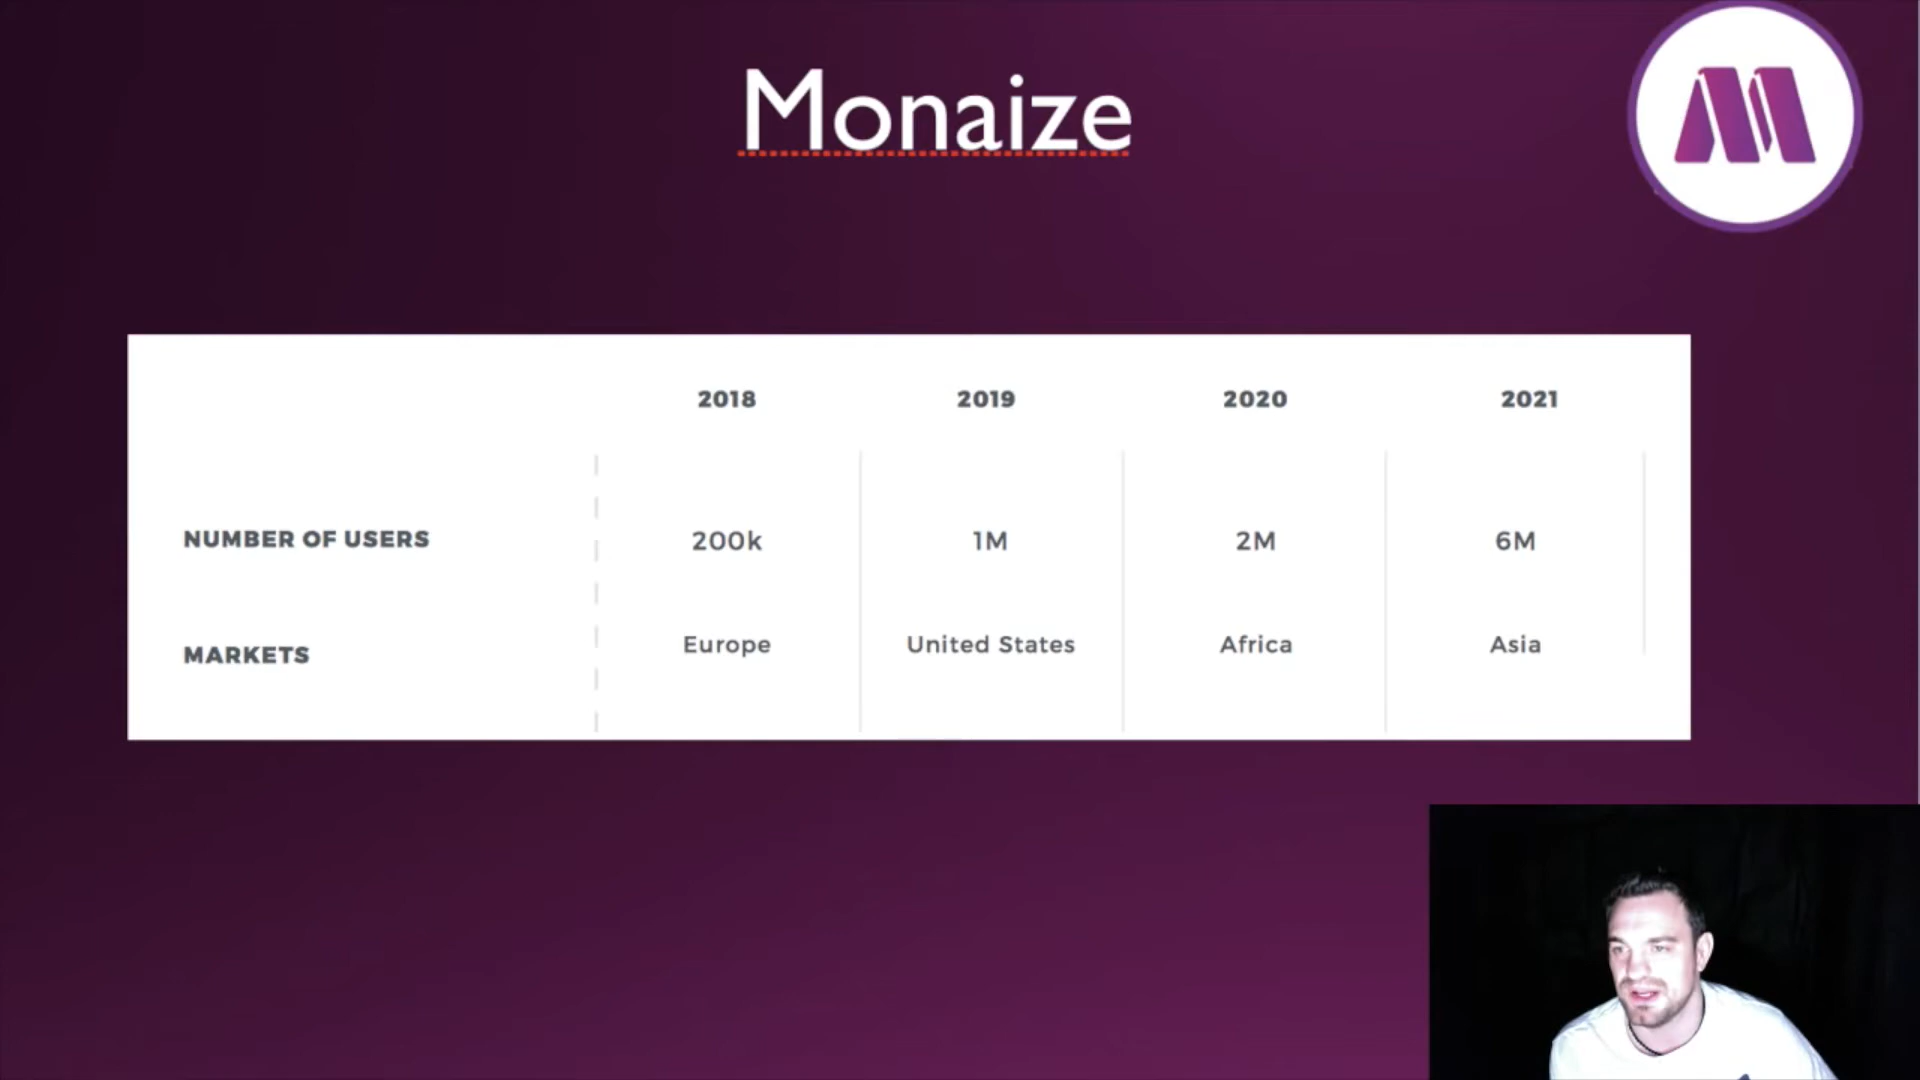 Monaize
2018 2019 2020 2021
NUMBER OF USERS 200k 1M 2M 6M
MARKETS Europe United States Africa Asia